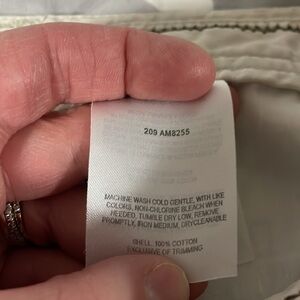 209 AM8255
MACHINE WASH COLD GENTLE, WITH LIKE
COLORS, NON-CHLORINE BLEACH WHEN
NEEDED, TUMBLE DRY LOW, REMOVE
PROMPTLY, IRON MEDIUM, DRYCLEANABLE
SHELL: 100% COTTON
EXCLUSIVE OF TRIMMING